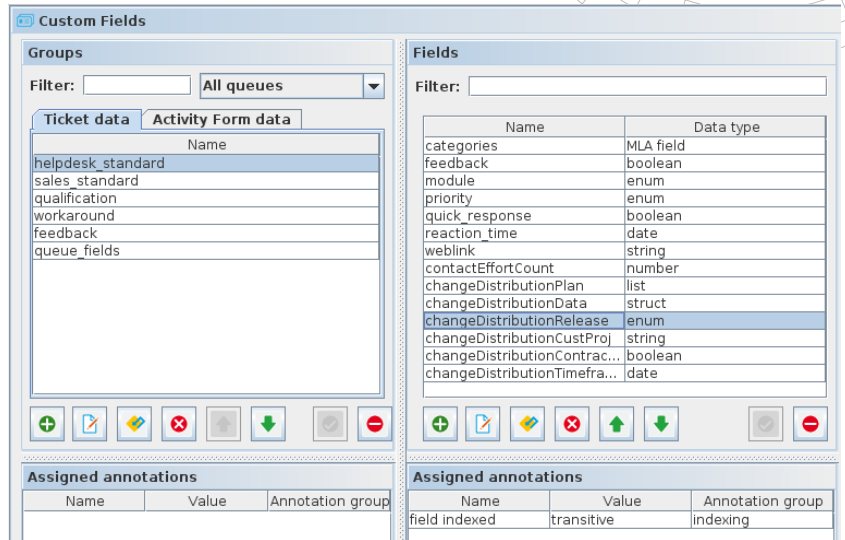 Custom Fields
Groups
Filter:
All queues
Ticket data
Activity Form data
Name
helpdesk_standard
sales_standard
qualification
workaround
feedback
queue_fields
Assigned annotations
Name Value Annotation group
Fields
Filter:
Name Data type
categories MLA field
feedback boolean
module enum
priority enum
quick_response boolean
reaction_time date
weblink string
contactEffortCount number
changeDistributionPlan list
changeDistributionData struct
changeDistributionRelease enum
changeDistributionCustProj string
changeDistributionContrac... boolean
changeDistributionTimefra... date
Assigned annotations
Name Value Annotation group
field indexed transitive indexing